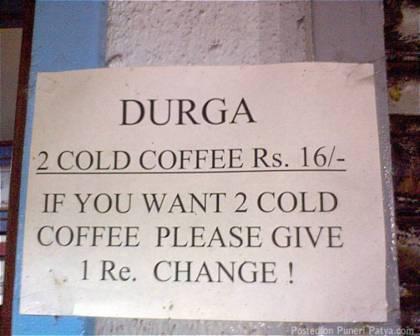 DURGA
2 COLD COFFEE Rs. 16/-
IF YOU WANT 2 COLD
COFFEE PLEASE GIVE
1 Re. CHANGE !
Posted on Puneri Patya.com